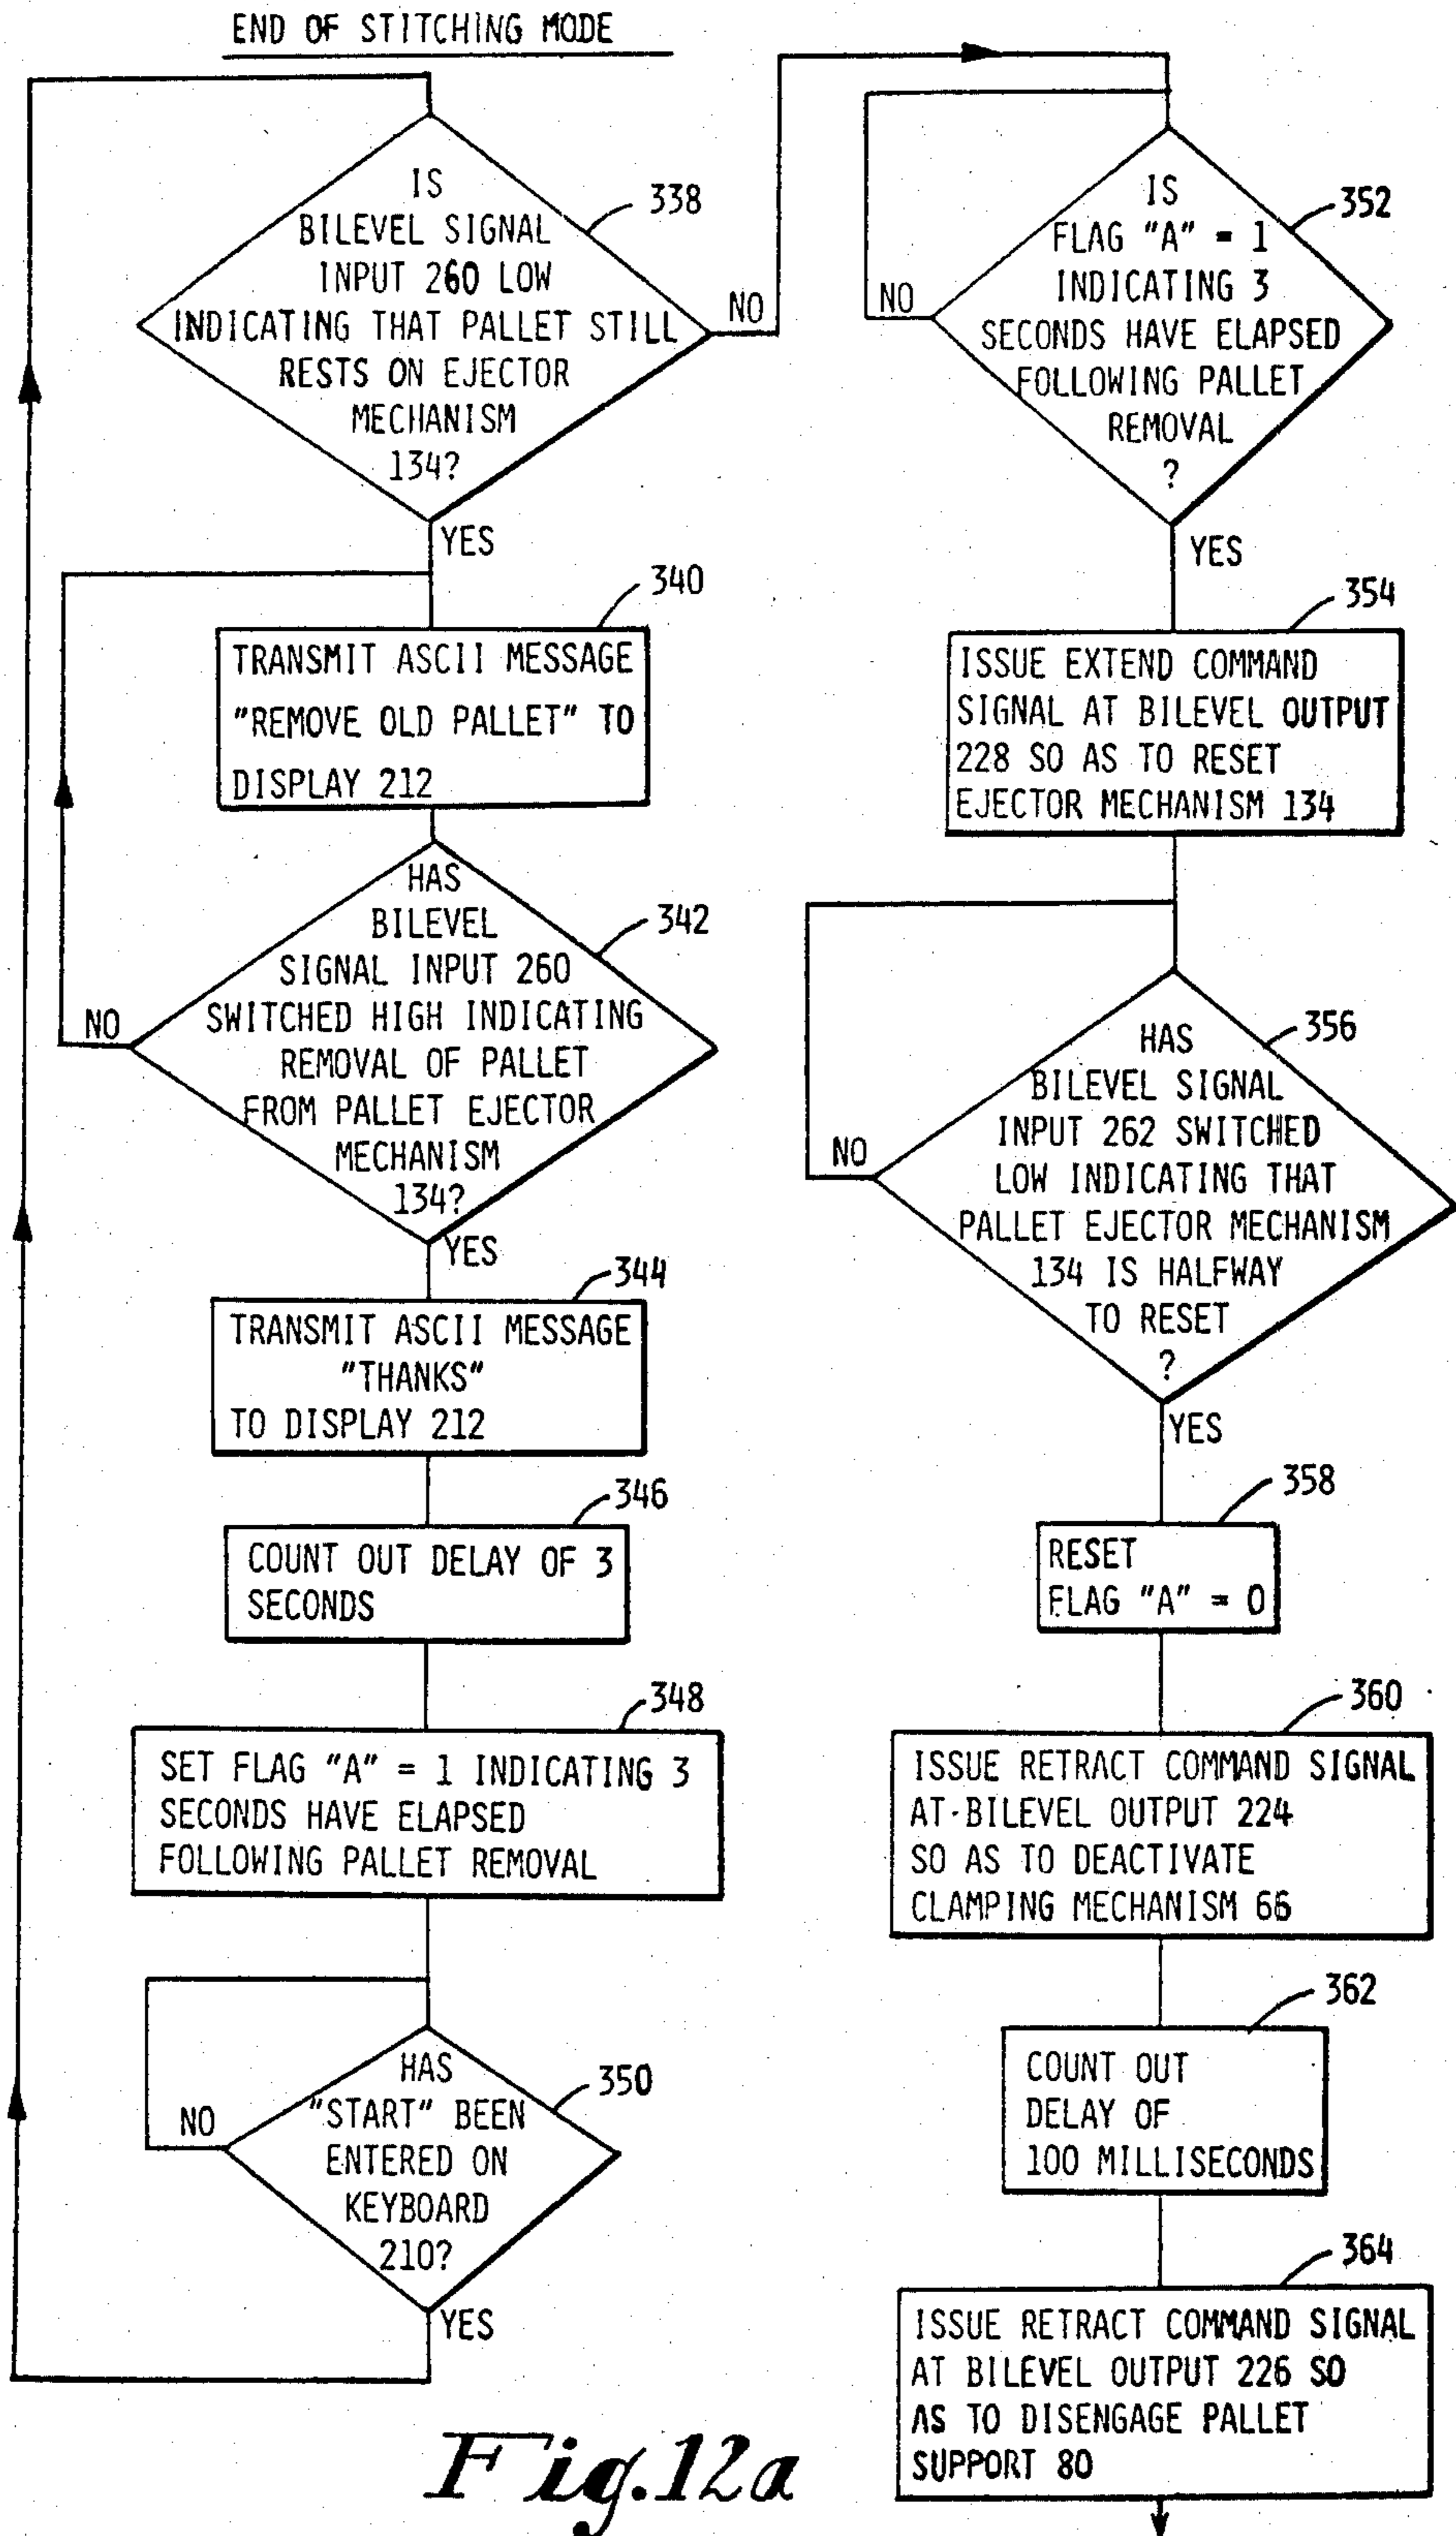 END OF STITCHING MODE
IS
BILEVEL SIGNAL
INPUT 260 LOW
INDICATING THAT PALLET STILL
RESTS ON EJECTOR
MECHANISM
134?
338
NO
YES
340
TRANSMIT ASCII MESSAGE
"REMOVE OLD PALLET" TO
DISPLAY 212
HAS
BILEVEL
SIGNAL INPUT 260
SWITCHED HIGH INDICATING
REMOVAL OF PALLET
FROM PALLET EJECTOR
MECHANISM
134?
342
NO
YES
344
TRANSMIT ASCII MESSAGE
"THANKS"
TO DISPLAY 212
346
COUNT OUT DELAY OF 3
SECONDS
348
SET FLAG "A" = 1 INDICATING 3
SECONDS HAVE ELAPSED
FOLLOWING PALLET REMOVAL
HAS
"START" BEEN
ENTERED ON
KEYBOARD
210?
350
NO
YES
IS
FLAG "A" = 1
INDICATING 3
SECONDS HAVE ELAPSED
FOLLOWING PALLET
REMOVAL
?
352
NO
YES
354
ISSUE EXTEND COMMAND
SIGNAL AT BILEVEL OUTPUT
228 SO AS TO RESET
EJECTOR MECHANISM 134
HAS
BILEVEL SIGNAL
INPUT 262 SWITCHED
LOW INDICATING THAT
PALLET EJECTOR MECHANISM
134 IS HALFWAY
TO RESET
?
356
NO
YES
358
RESET
FLAG "A" = 0
360
ISSUE RETRACT COMMAND SIGNAL
AT BILEVEL OUTPUT 224
SO AS TO DEACTIVATE
CLAMPING MECHANISM 66
362
COUNT OUT
DELAY OF
100 MILLISECONDS
364
ISSUE RETRACT COMMAND SIGNAL
AT BILEVEL OUTPUT 226 SO
AS TO DISENGAGE PALLET
SUPPORT 80
Fig. 12a